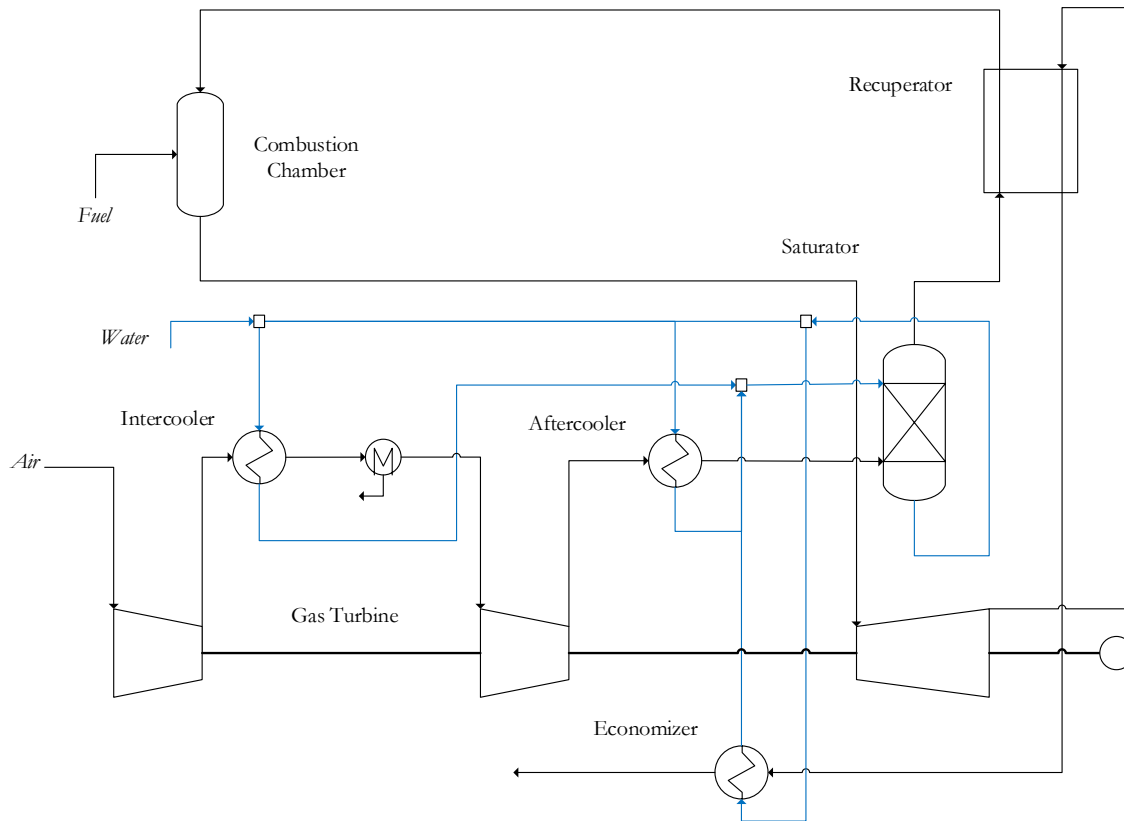 Recuperator
Combustion
Chamber
Fuel
Saturator
Water
Intercooler
Aftercooler
Air
Gas Turbine
Economizer